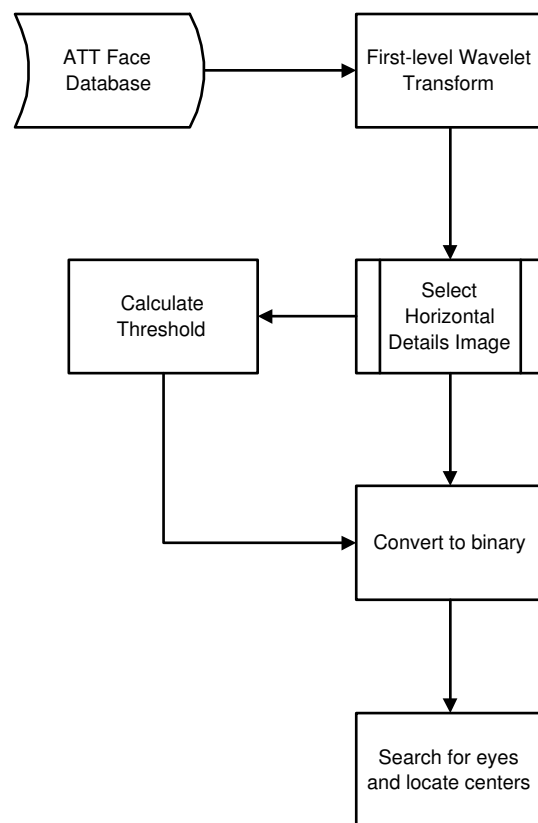 ATT Face
Database
First-level Wavelet
Transform
Select
Horizontal
Details Image
Calculate
Threshold
Convert to binary
Search for eyes
and locate centers